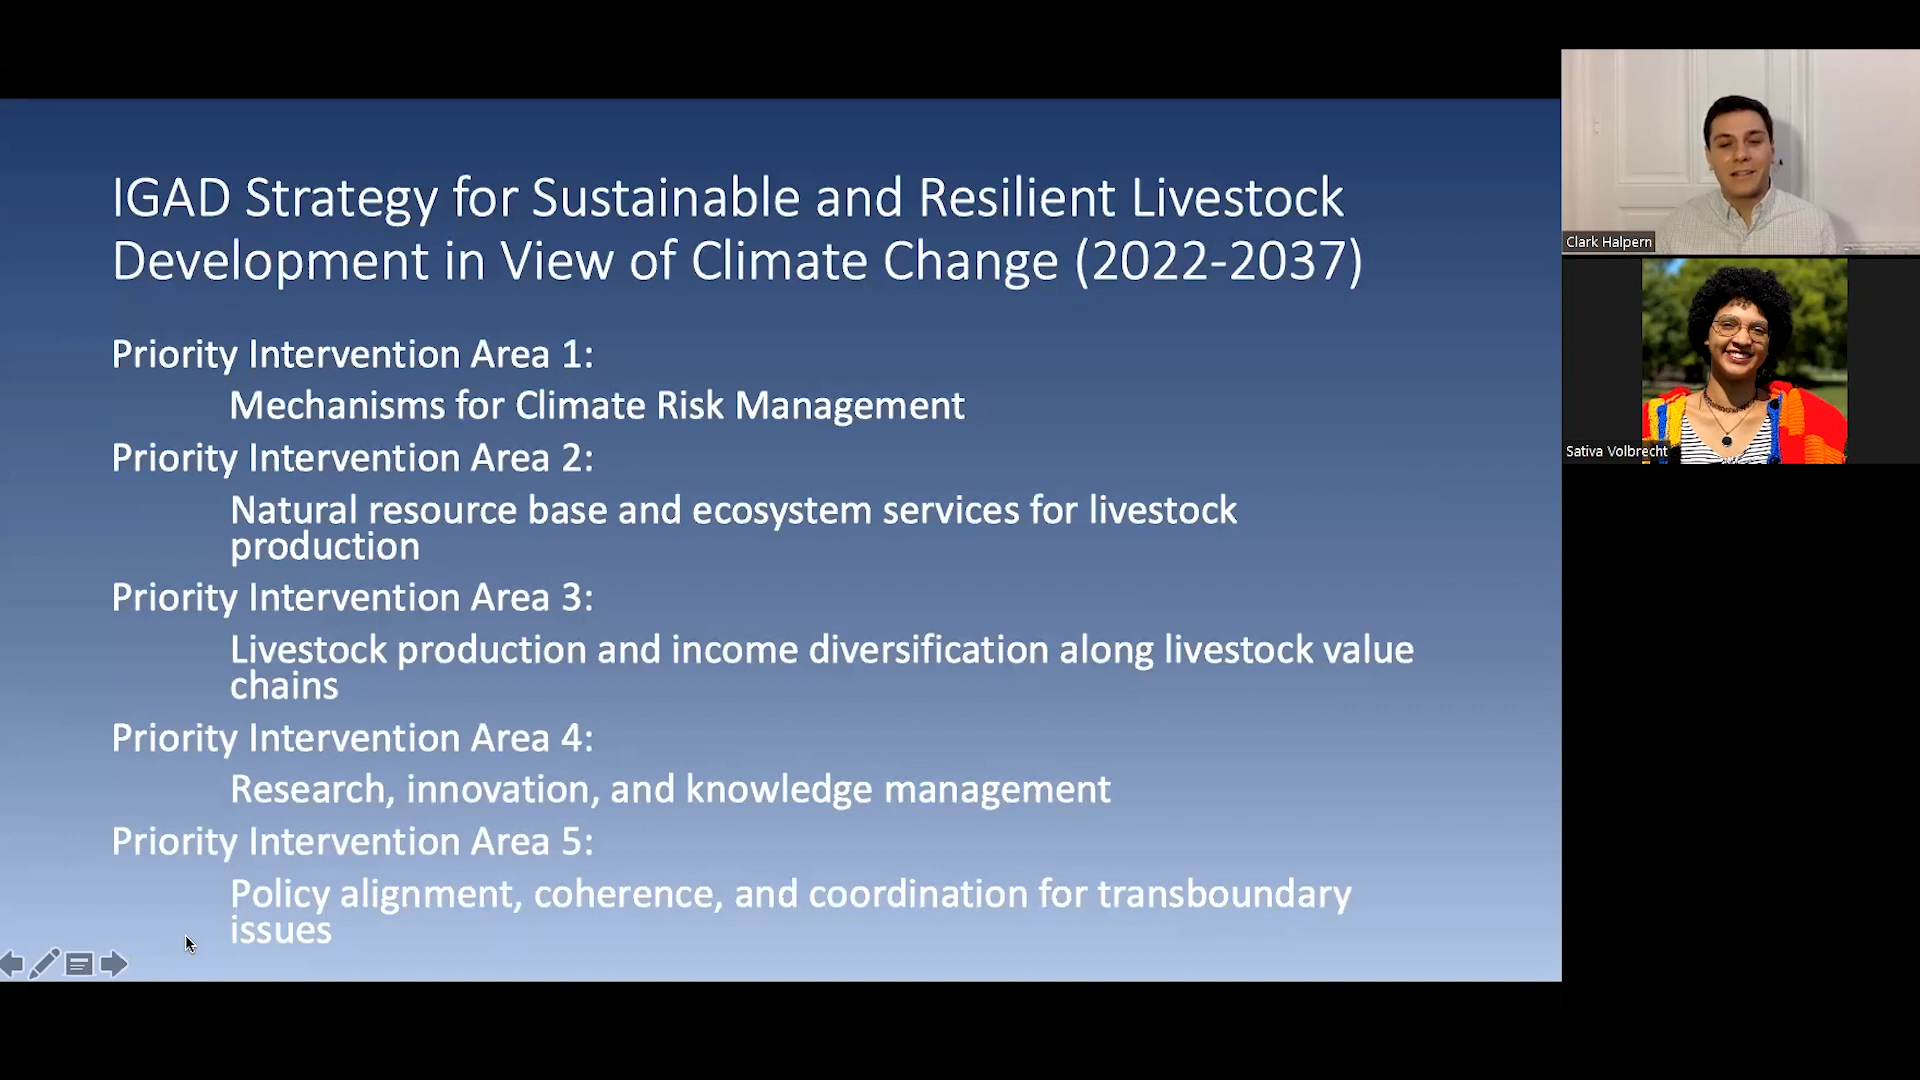 IGAD Strategy for Sustainable and Resilient Livestock
Development in View of Climate Change (2022-2037)
Priority Intervention Area 1:
Mechanisms for Climate Risk Management
Priority Intervention Area 2:
Natural resource base and ecosystem services for livestock
production
Priority Intervention Area 3:
Livestock production and income diversification along livestock value
chains
Priority Intervention Area 4:
Research, innovation, and knowledge management
Priority Intervention Area 5:
Policy alignment, coherence, and coordination for transboundary
issues
Clark Halpern
Sativa Volbrecht